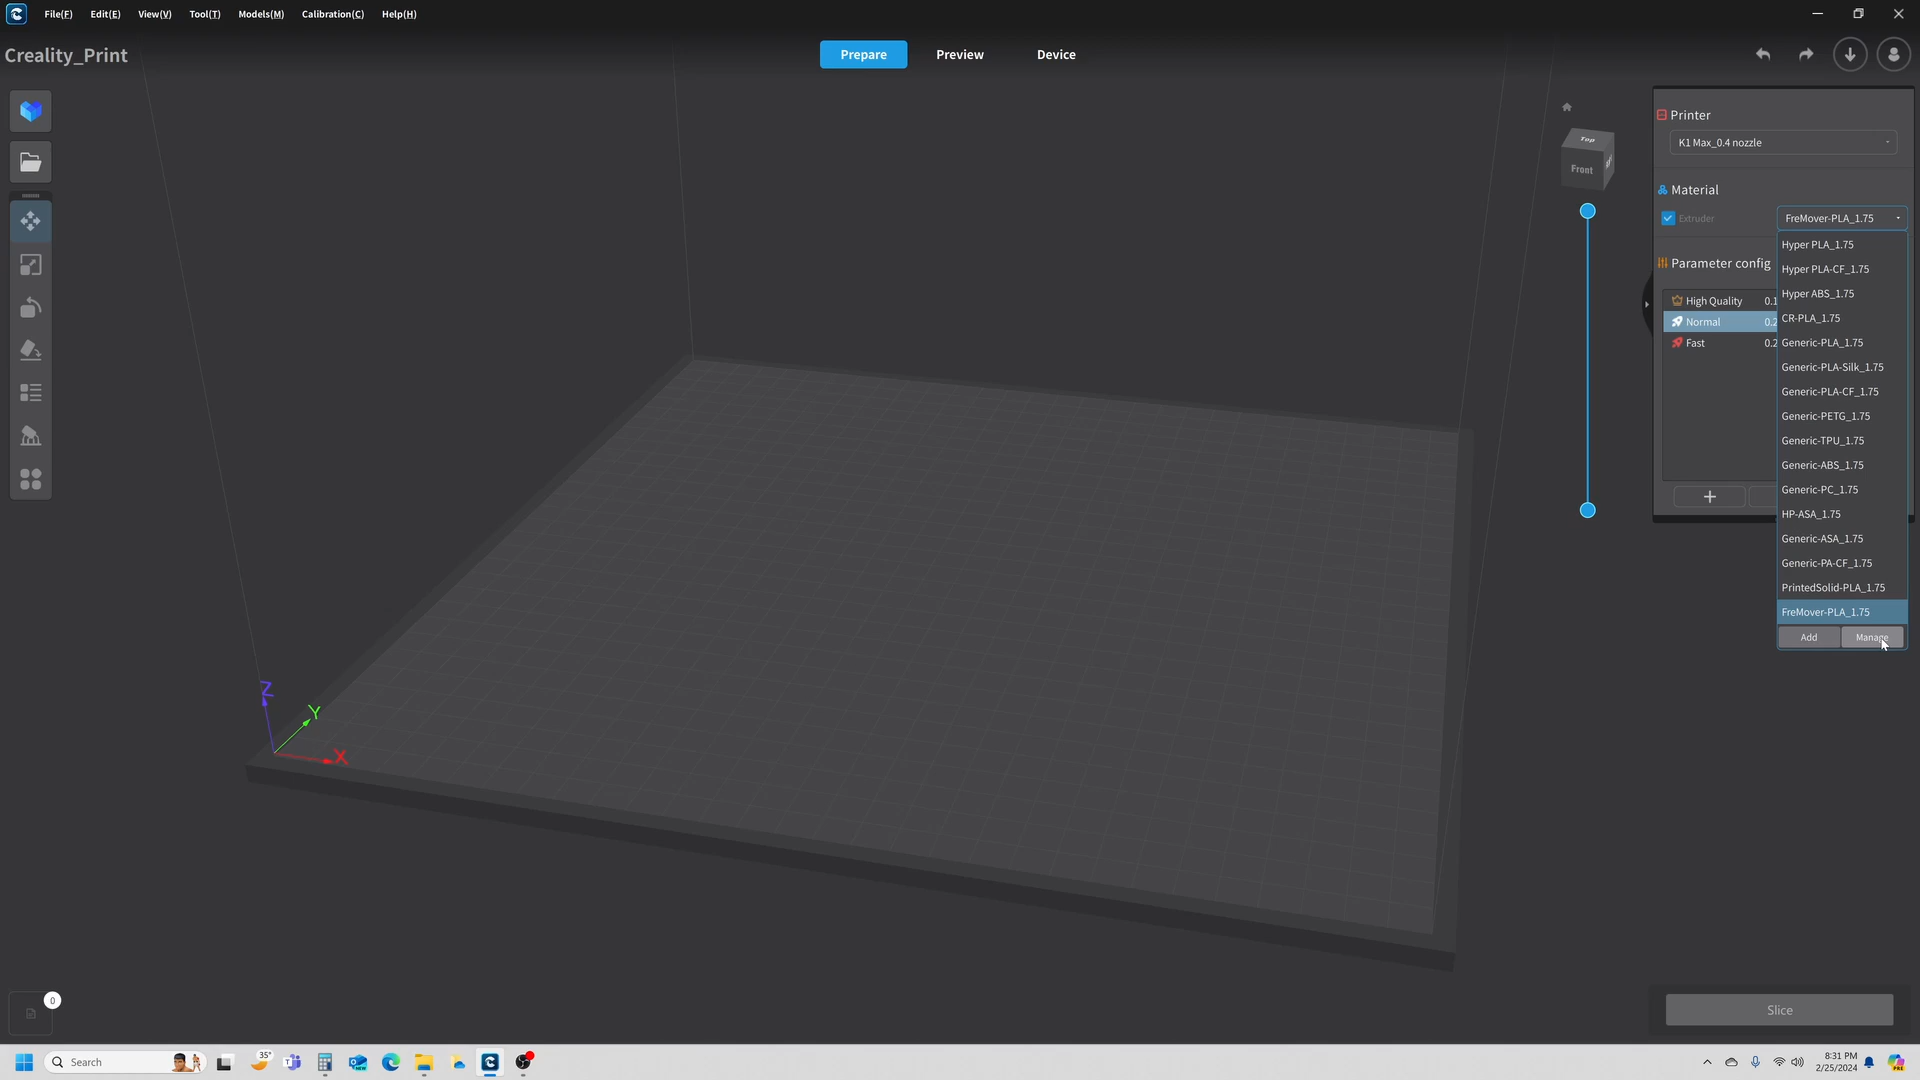 File(F) Edit(E) View(V) Tool(T) Models(M) Calibration(C) Help(H)
Creality_Print
Prepare Preview Device
Top
Front
Printer
K1 Max_0.4 nozzle
Material
Extruder FreMover-PLA_1.75
Parameter config
High Quality 0.1
Normal 0.2
Fast 0.2
Hyper PLA_1.75
Hyper PLA-CF_1.75
Hyper ABS_1.75
CR-PLA_1.75
Generic-PLA_1.75
Generic-PLA-Silk_1.75
Generic-PLA-CF_1.75
Generic-PETG_1.75
Generic-TPU_1.75
Generic-ABS_1.75
Generic-PC_1.75
HP-ASA_1.75
Generic-ASA_1.75
Generic-PA-CF_1.75
PrintedSolid-PLA_1.75
FreMover-PLA_1.75
Add Manage
Z
Y
X
0
Slice
Search
35°
8:31 PM
2/25/2024